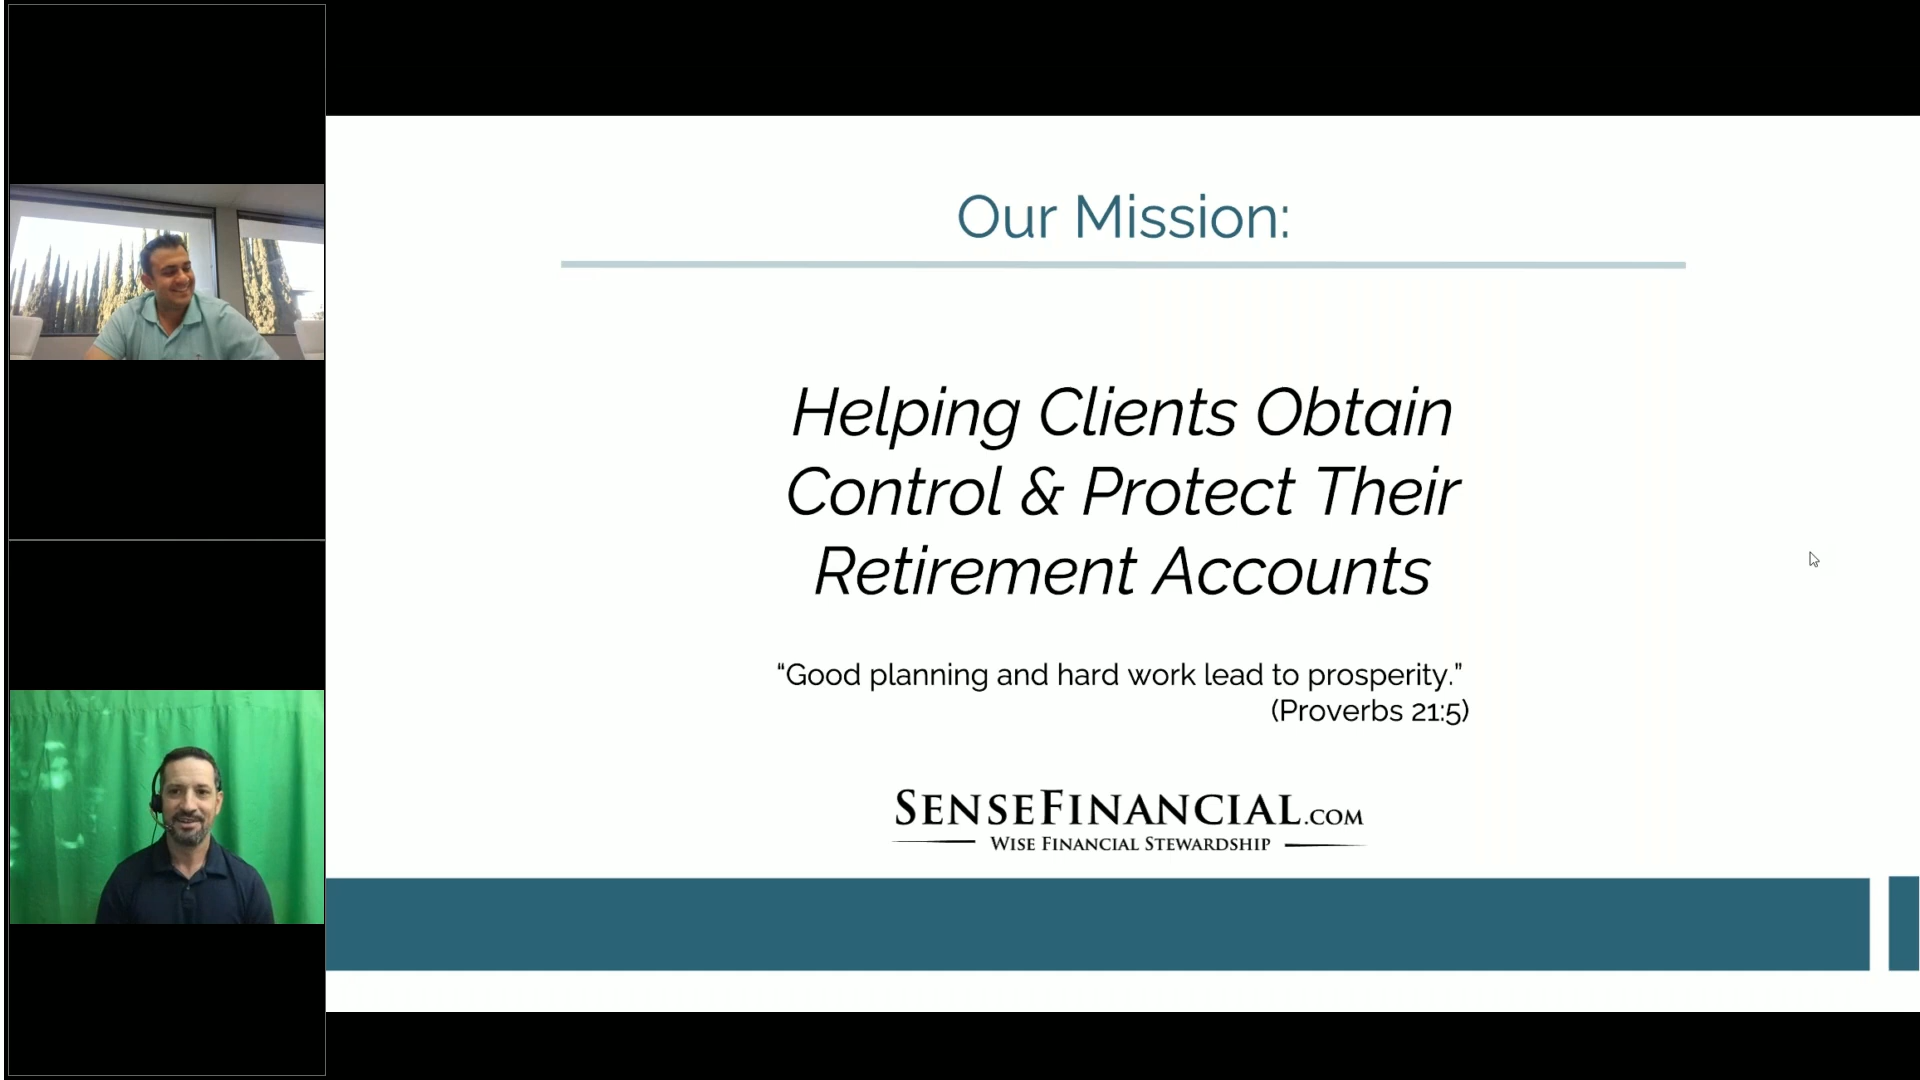 Our Mission:
Helping Clients Obtain
Control & Protect Their
Retirement Accounts
“Good planning and hard work lead to prosperity.”
(Proverbs 21:5)
SENSEFINANCIAL.COM
WISE FINANCIAL STEWARDSHIP